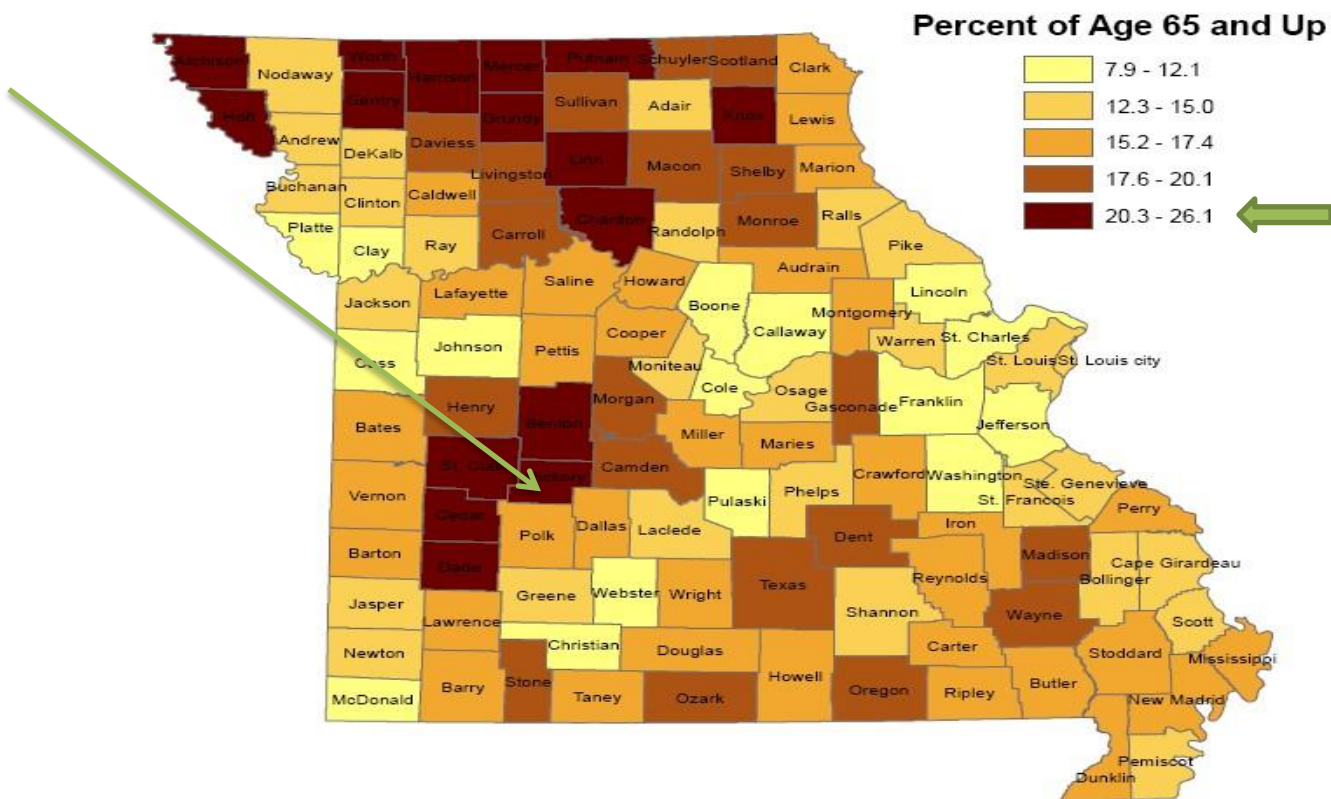 Percent of Age 65 and Up
7.9 - 12.1
12.3 - 15.0
15.2 - 17.4
17.6 - 20.1
20.3 - 26.1
Atchison
Nodaway
Worth
Harrison
Mercer
Putnam
Schuyler
Scotland
Clark
Holt
Gentry
Sullivan
Adair
Knox
Lewis
Andrew
DeKalb
Daviess
Grundy
Linn
Macon
Shelby
Marion
Buchanan
Clinton
Caldwell
Livingston
Chariton
Randolph
Monroe
Ralls
Platte
Clay
Ray
Carroll
Pike
Audrain
Saline
Howard
Jackson
Lafayette
Boone
Callaway
Montgomery
Lincoln
Cass
Johnson
Pettis
Cooper
Moniteau
Cole
Osage
Warren
St. Charles
St. Louis
St. Louis city
Gasconade
Franklin
Jefferson
Bates
Henry
Benton
Morgan
Miller
Maries
St. Clair
Camden
Vernon
Pulaski
Phelps
Crawford
Washington
Ste. Genevieve
St. Francois
Cedar
Polk
Dallas
Laclede
Dent
Iron
Perry
Barton
Dade
Texas
Reynolds
Madison
Cape Girardeau
Bollinger
Jasper
Greene
Webster
Wright
Shannon
Wayne
Scott
Lawrence
Newton
Christian
Douglas
Howell
Carter
Stoddard
Mississippi
McDonald
Barry
Stone
Taney
Ozark
Oregon
Ripley
Butler
New Madrid
Pemiscot
Dunklin